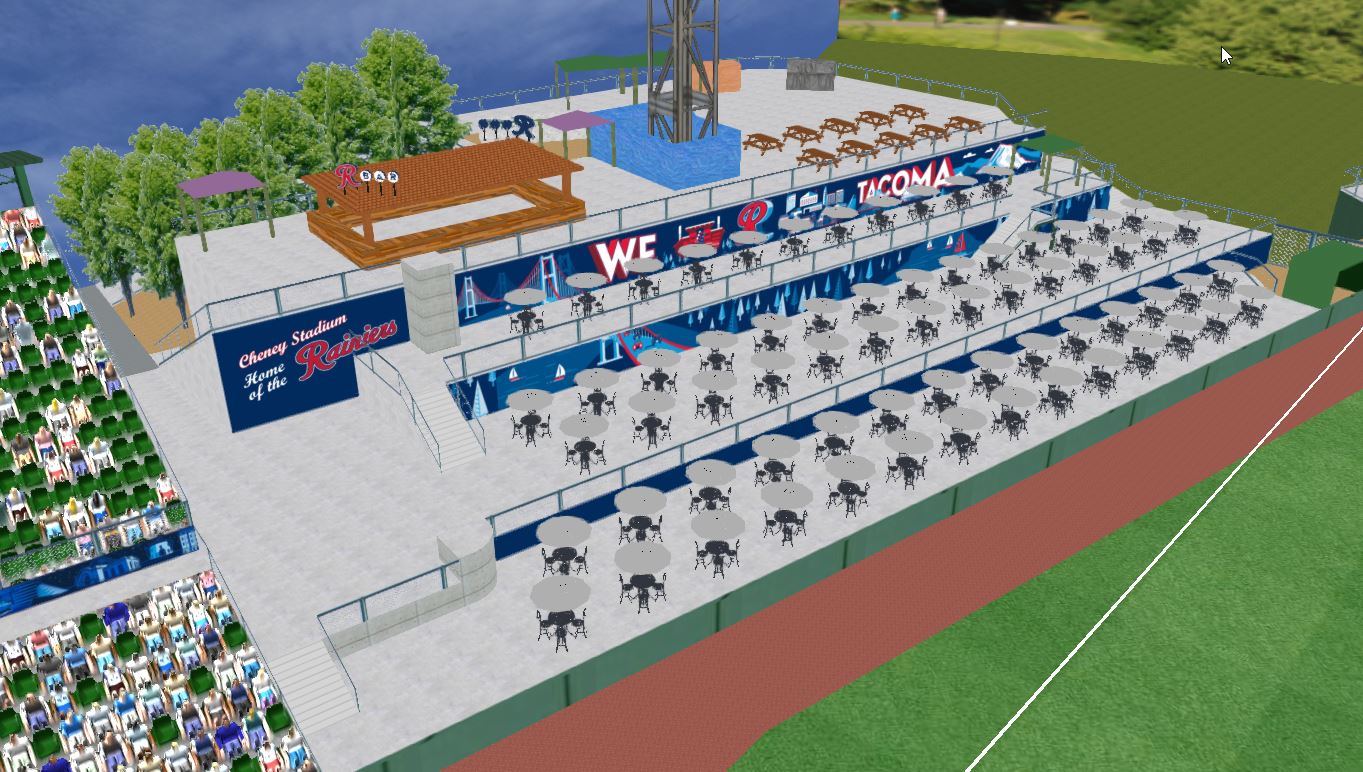 R BAR
WE R TACOMA
Cheney Stadium
Home Rainiers
of the